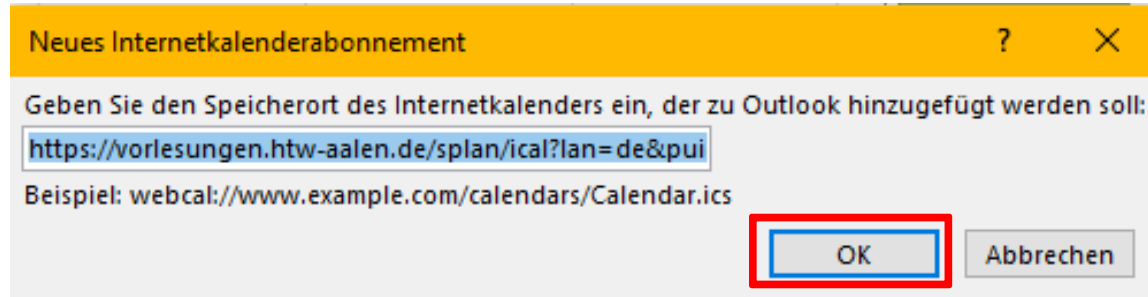 Neues Internetkalenderabonnement ? ×
Geben Sie den Speicherort des Internetkalenders ein, der zu Outlook hinzugefügt werden soll:
https://vorlesungen.htw-aalen.de/splan/ical?lan=de&pui
Beispiel: webcal://www.example.com/calendars/Calendar.ics
OK Abbrechen